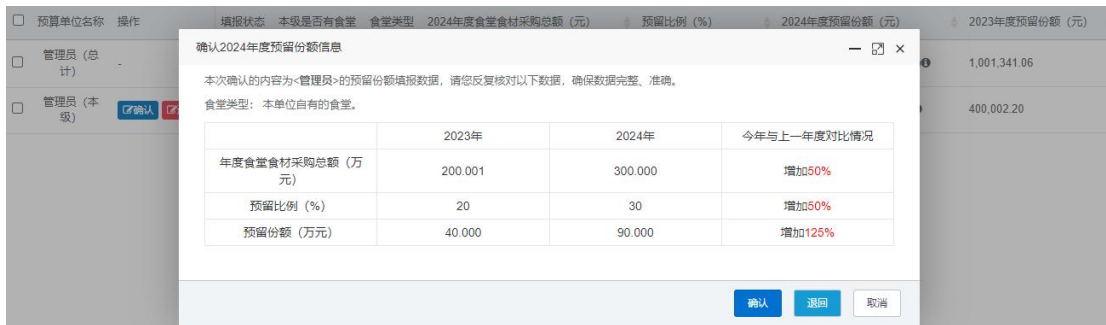 预算单位名称 操作 填报状态 本级是否有食堂 食堂类型 2024年度食堂食材采购总额（元） 预留比例（%） 2024年度预留份额（元） 2023年度预留份额（元）
确认2024年度预留份额信息
管理员（总
计）
-
1,001,341.06
本次确认的内容为<管理员>的预留份额填报数据，请您反复核对以下数据，确保数据完整、准确。
管理员（本
级）
确认
400,002.20
食堂类型： 本单位自有的食堂。
2023年 2024年 今年与上一年度对比情况
年度食堂食材采购总额（万
元）
200.001 300.000 增加50%
预留比例（%） 20 30 增加50%
预留份额（万元） 40.000 90.000 增加125%
确认 退回 取消